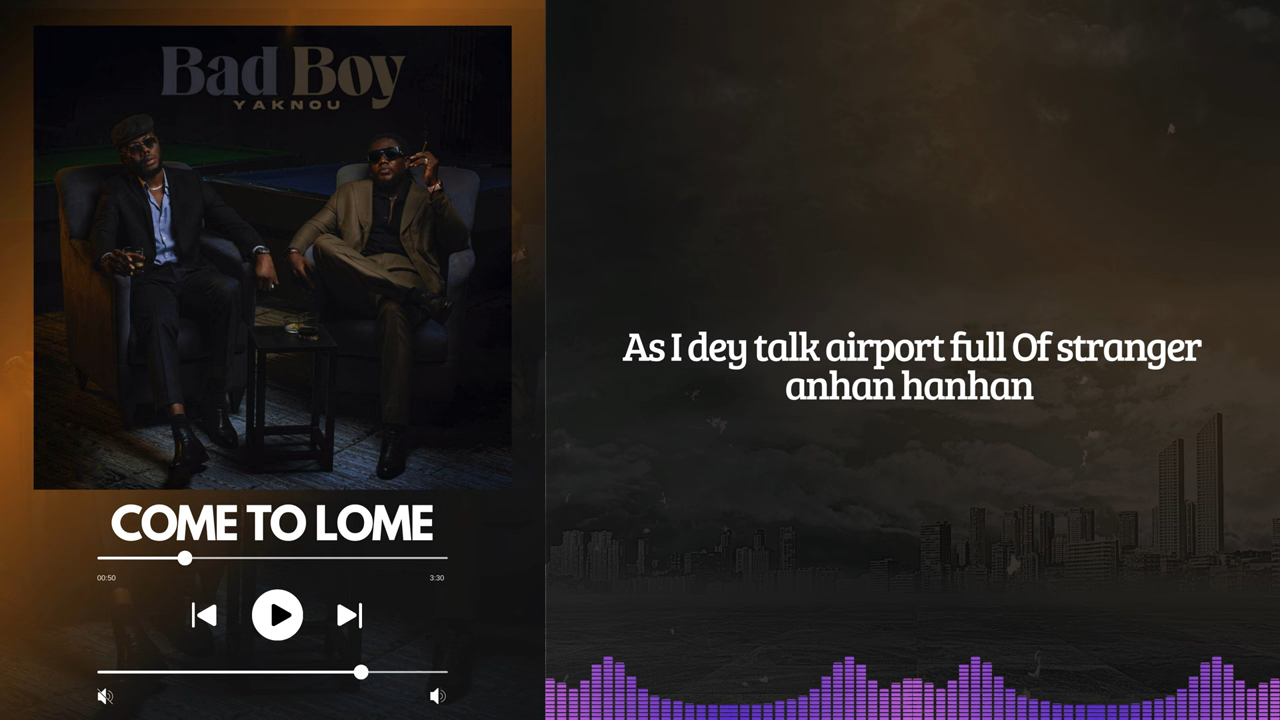 Bad Boy
YAKNOU
COME TO LOME
00:50
3:30
As I dey talk airport full Of stranger
anhan hanhan